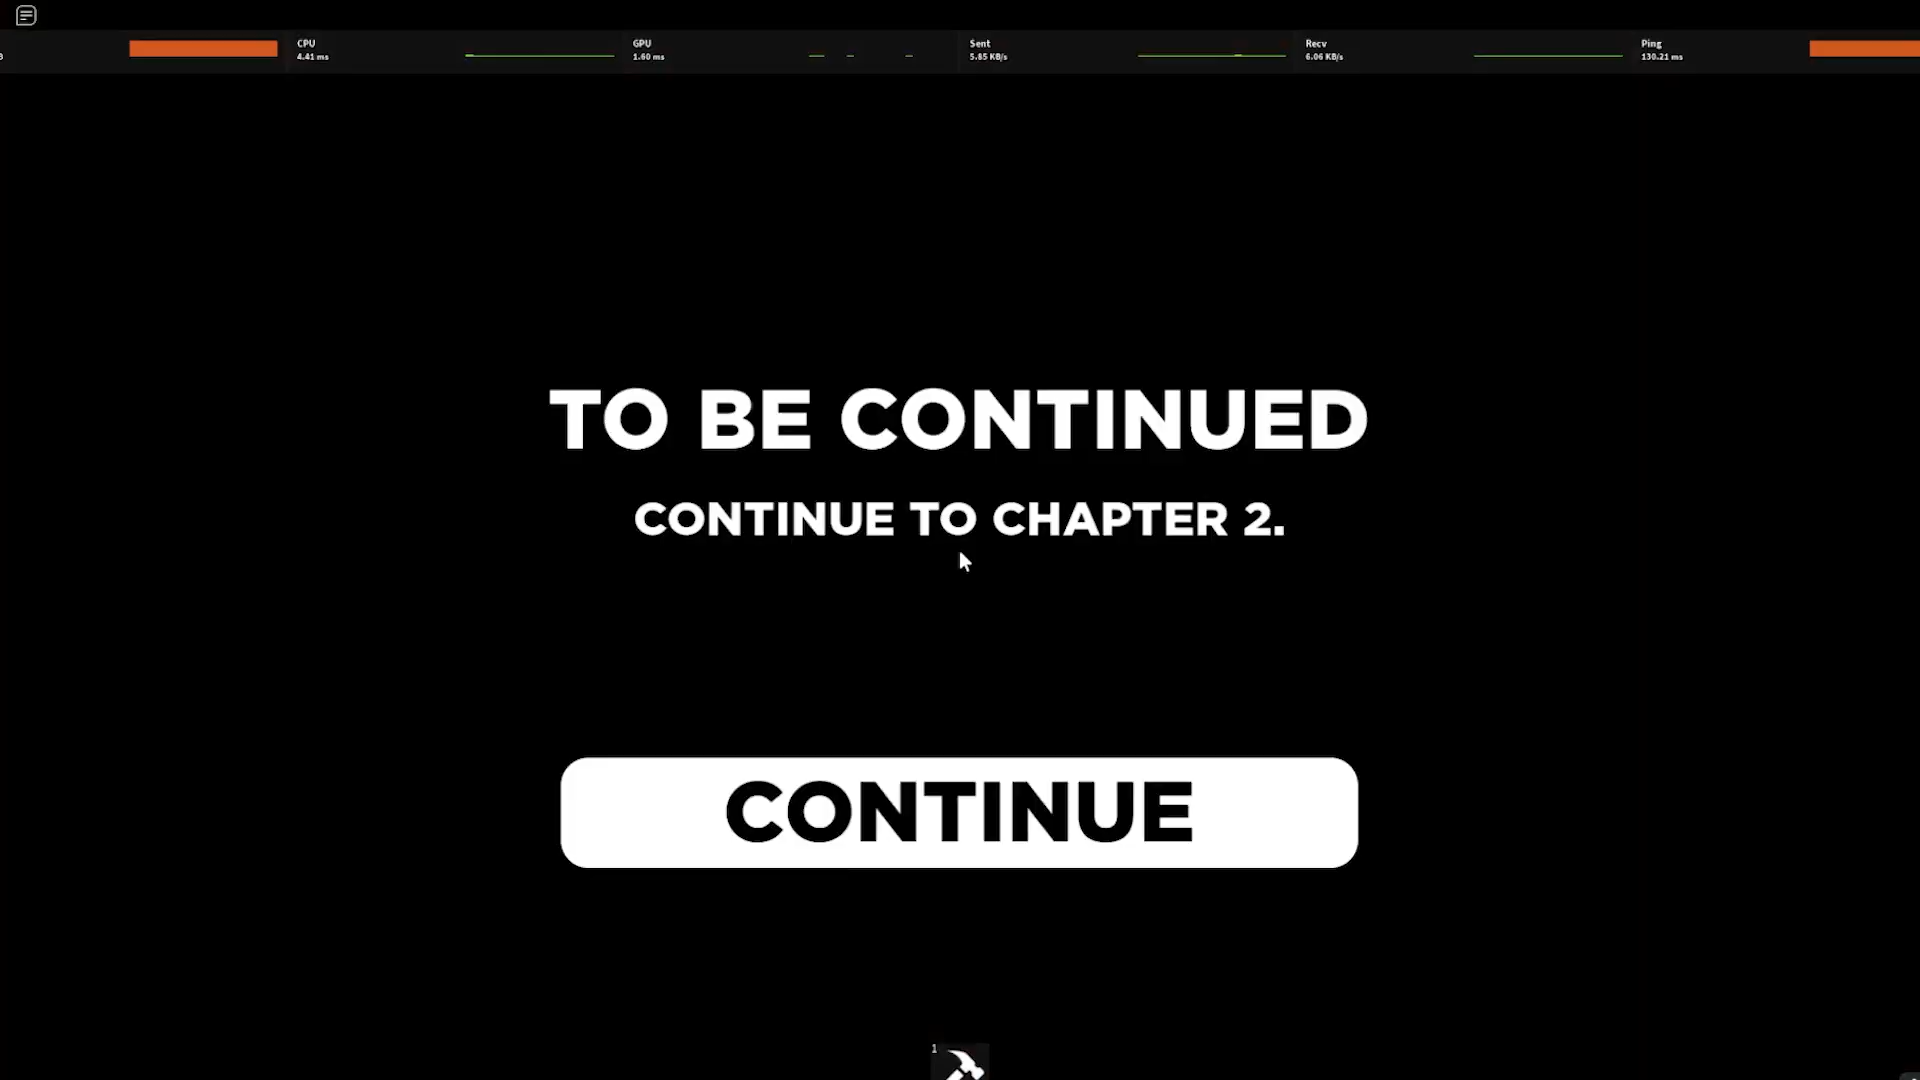 CPU
4.41 ms
GPU
1.60 ms
Sent
5.85 KB/s
Recv
6.06 KB/s
Ping
130.21 ms
TO BE CONTINUED
CONTINUE TO CHAPTER 2.
CONTINUE
1